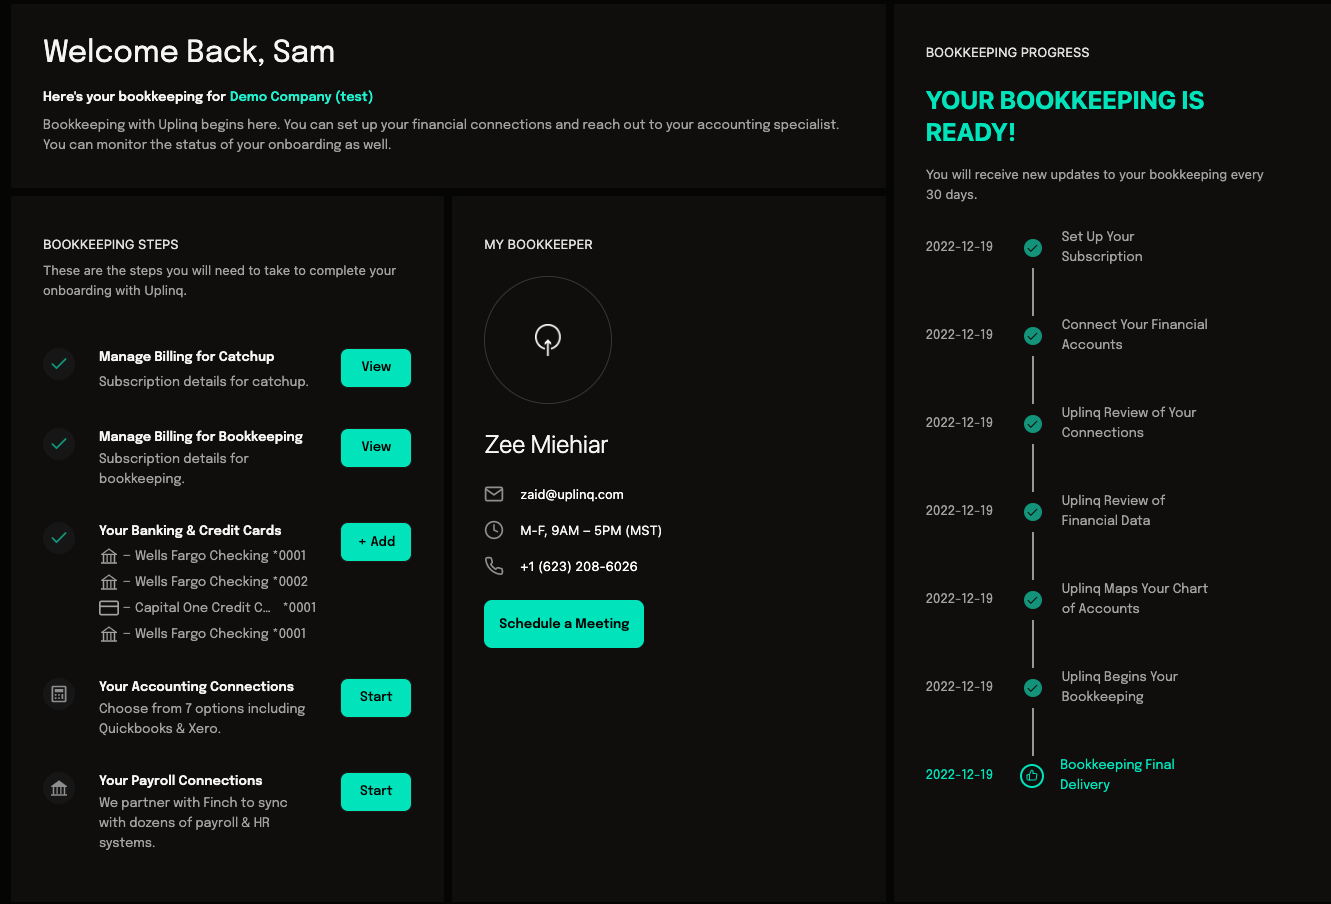 Welcome Back, Sam
Here's your bookkeeping for Demo Company (test)
Bookkeeping with Uplinq begins here. You can set up your financial connections and reach out to your accounting specialist.
You can monitor the status of your onboarding as well.
BOOKKEEPING STEPS
These are the steps you will need to take to complete your
onboarding with Uplinq.
Manage Billing for Catchup
Subscription details for catchup.
View
Manage Billing for Bookkeeping
Subscription details for
bookkeeping.
View
Your Banking & Credit Cards
– Wells Fargo Checking *0001
– Wells Fargo Checking *0002
– Capital One Credit C... *0001
– Wells Fargo Checking *0001
+ Add
Your Accounting Connections
Choose from 7 options including
Quickbooks & Xero.
Start
Your Payroll Connections
We partner with Finch to sync
with dozens of payroll & HR
systems.
Start
MY BOOKKEEPER
Zee Miehiar
zaid@uplinq.com
M-F, 9AM – 5PM (MST)
+1 (623) 208-6026
Schedule a Meeting
BOOKKEEPING PROGRESS
YOUR BOOKKEEPING IS
READY!
You will receive new updates to your bookkeeping every
30 days.
2022-12-19
Set Up Your
Subscription
2022-12-19
Connect Your Financial
Accounts
2022-12-19
Uplinq Review of Your
Connections
2022-12-19
Uplinq Review of
Financial Data
2022-12-19
Uplinq Maps Your Chart
of Accounts
2022-12-19
Uplinq Begins Your
Bookkeeping
2022-12-19
Bookkeeping Final
Delivery